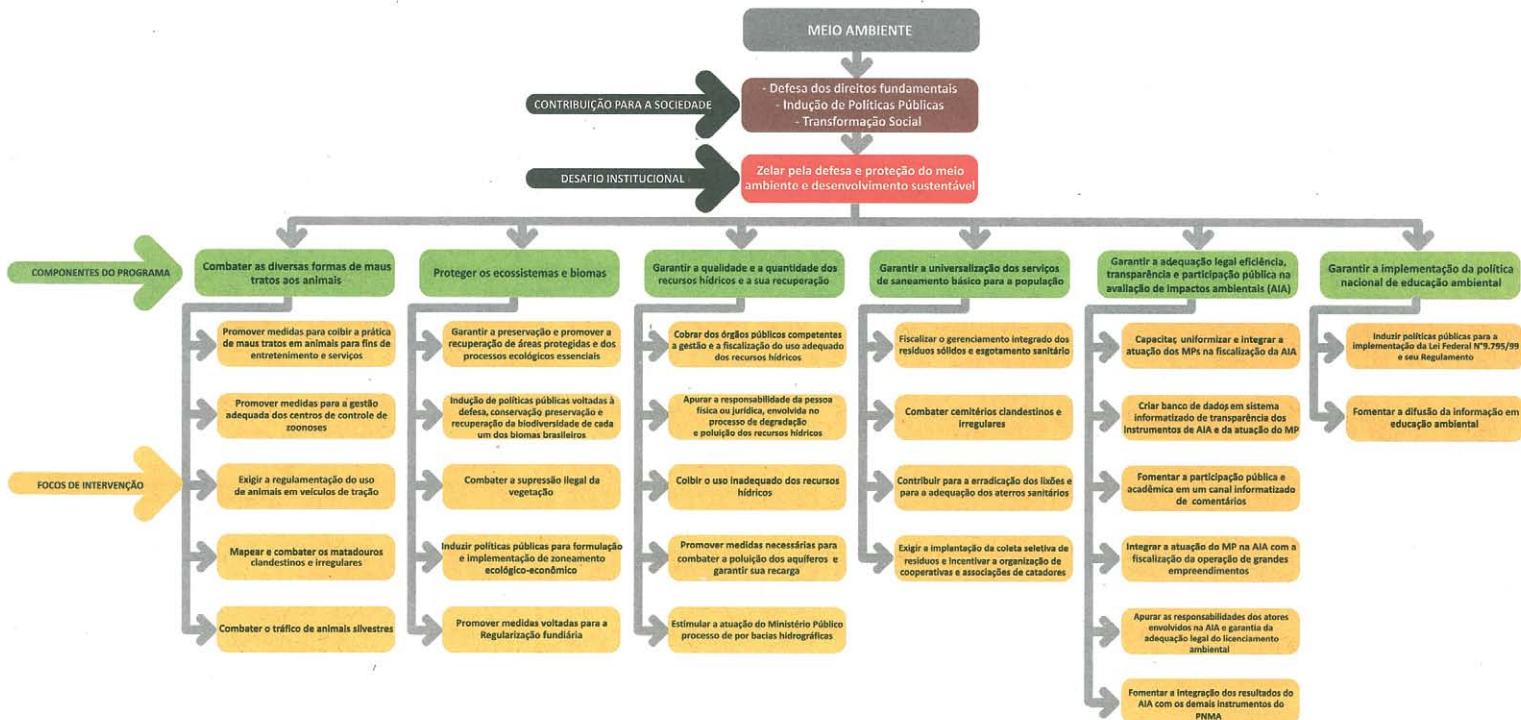 MEIO AMBIENTE
CONTRIBUIÇÃO PARA A SOCIEDADE
- Defesa dos direitos fundamentais
- Indução de Políticas Públicas
- Transformação Social
DESAFIO INSTITUCIONAL
Zelar pela defesa e proteção do meio
ambiente e desenvolvimento sustentável
COMPONENTES DO PROGRAMA
Combater as diversas formas de maus
tratos aos animais
Proteger os ecossistemas e biomas
Garantir a qualidade e a quantidade dos
recursos hídricos e a sua recuperação
Garantir a universalização dos serviços
de saneamento básico para a população
Garantir a adequação legal eficiência,
transparência e participação pública na
avaliação de impactos ambientais (AIA)
Garantir a implementação da política
nacional de educação ambiental
FOCOS DE INTERVENÇÃO
Promover medidas para coibir a prática
de maus tratos em animais para fins de
entretenimento e serviços
Promover medidas para a gestão
adequada dos centros de controle de
zoonoses
Exigir a regulamentação do uso
de animais em veículos de tração
Mapear e combater os matadouros
clandestinos e irregulares
Combater o tráfico de animais silvestres
Garantir a preservação e promover a
recuperação de áreas protegidas e dos
processos ecológicos essenciais
Indução de políticas públicas voltadas à
defesa, conservação preservação e
recuperação da biodiversidade de cada
um dos biomas brasileiros
Combater a supressão ilegal da
vegetação
Induzir políticas públicas para formulação
e implementação de zoneamento
ecológico-econômico
Promover medidas voltadas para a
Regularização fundiária
Cobrar dos órgãos públicos competentes
a gestão e a fiscalização do uso adequado
dos recursos hídricos
Apurar a responsabilidade da pessoa
física ou jurídica, envolvida no
processo de degradação
e poluição dos recursos hídricos
Coibir o uso inadequado dos recursos
hídricos
Promover medidas necessárias para
combater a poluição dos aquíferos e
garantir sua recarga
Estimular a atuação do Ministério Público
processo de por bacias hidrográficas
Fiscalizar o gerenciamento integrado dos
resíduos sólidos e esgotamento sanitário
Combater cemitérios clandestinos e
irregulares
Contribuir para a erradicação dos lixões e
para a adequação dos aterros sanitários
Exigir a implantação da coleta seletiva de
resíduos e incentivar a organização de
cooperativas e associações de catadores
Capacitar, uniformizar e integrar a
atuação dos MPs na fiscalização da AIA
Criar banco de dados em sistema
informatizado de transparência dos
Instrumentos de AIA e da atuação do MP
Fomentar a participação pública e
acadêmica em um canal informatizado de
comentários
Integrar a atuação do MP na AIA com a
fiscalização da operação de grandes
empreendimentos
Apurar as responsabilidades dos atores
envolvidos na AIA e garantia da
adequação legal do licenciamento
ambiental
Fomentar a Integração dos resultados do
AIA com os demais instrumentos do
PNMA
Induzir políticas públicas para a
implementação da Lei Federal N°9.795/99
e seu Regulamento
Fomentar a difusão da informação em
educação ambiental